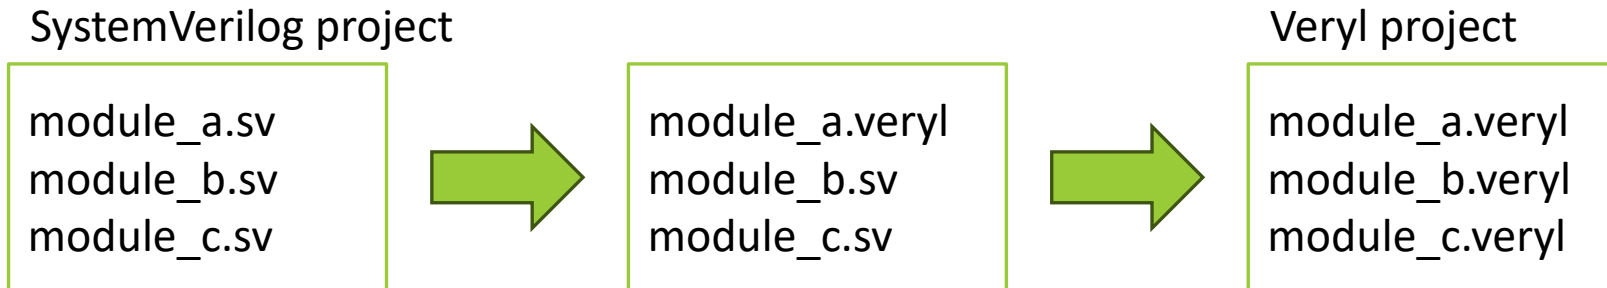 SystemVerilog project
module_a.sv
module_b.sv
module_c.sv
module_a.veryl
module_b.sv
module_c.sv
Veryl project
module_a.veryl
module_b.veryl
module_c.veryl